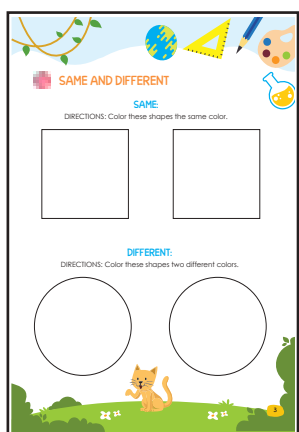 SAME AND DIFFERENT
SAME:
DIRECTIONS: Color these shapes the same color.
DIFFERENT:
DIRECTIONS: Color these shapes two different colors.
3